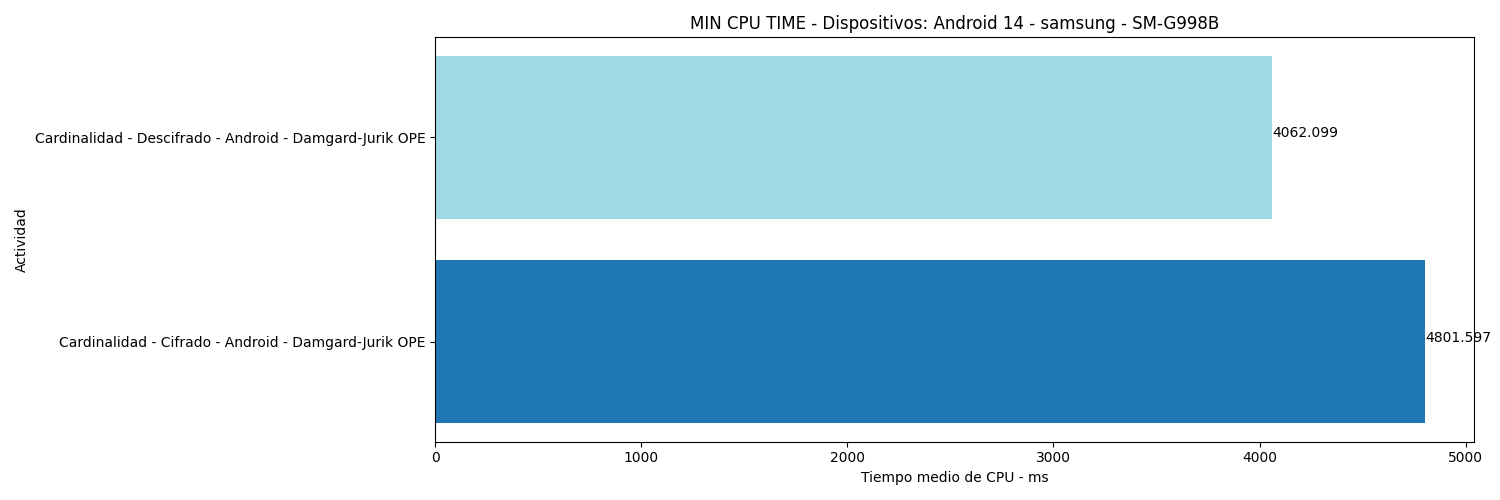 MIN CPU TIME - Dispositivos: Android 14 - samsung - SM-G998B
Cardinalidad - Descifrado - Android - Damgard-Jurik OPE
4062.099
Actividad
Cardinalidad - Cifrado - Android - Damgard-Jurik OPE
4801.597
0 1000 2000 3000 4000 5000
Tiempo medio de CPU - ms